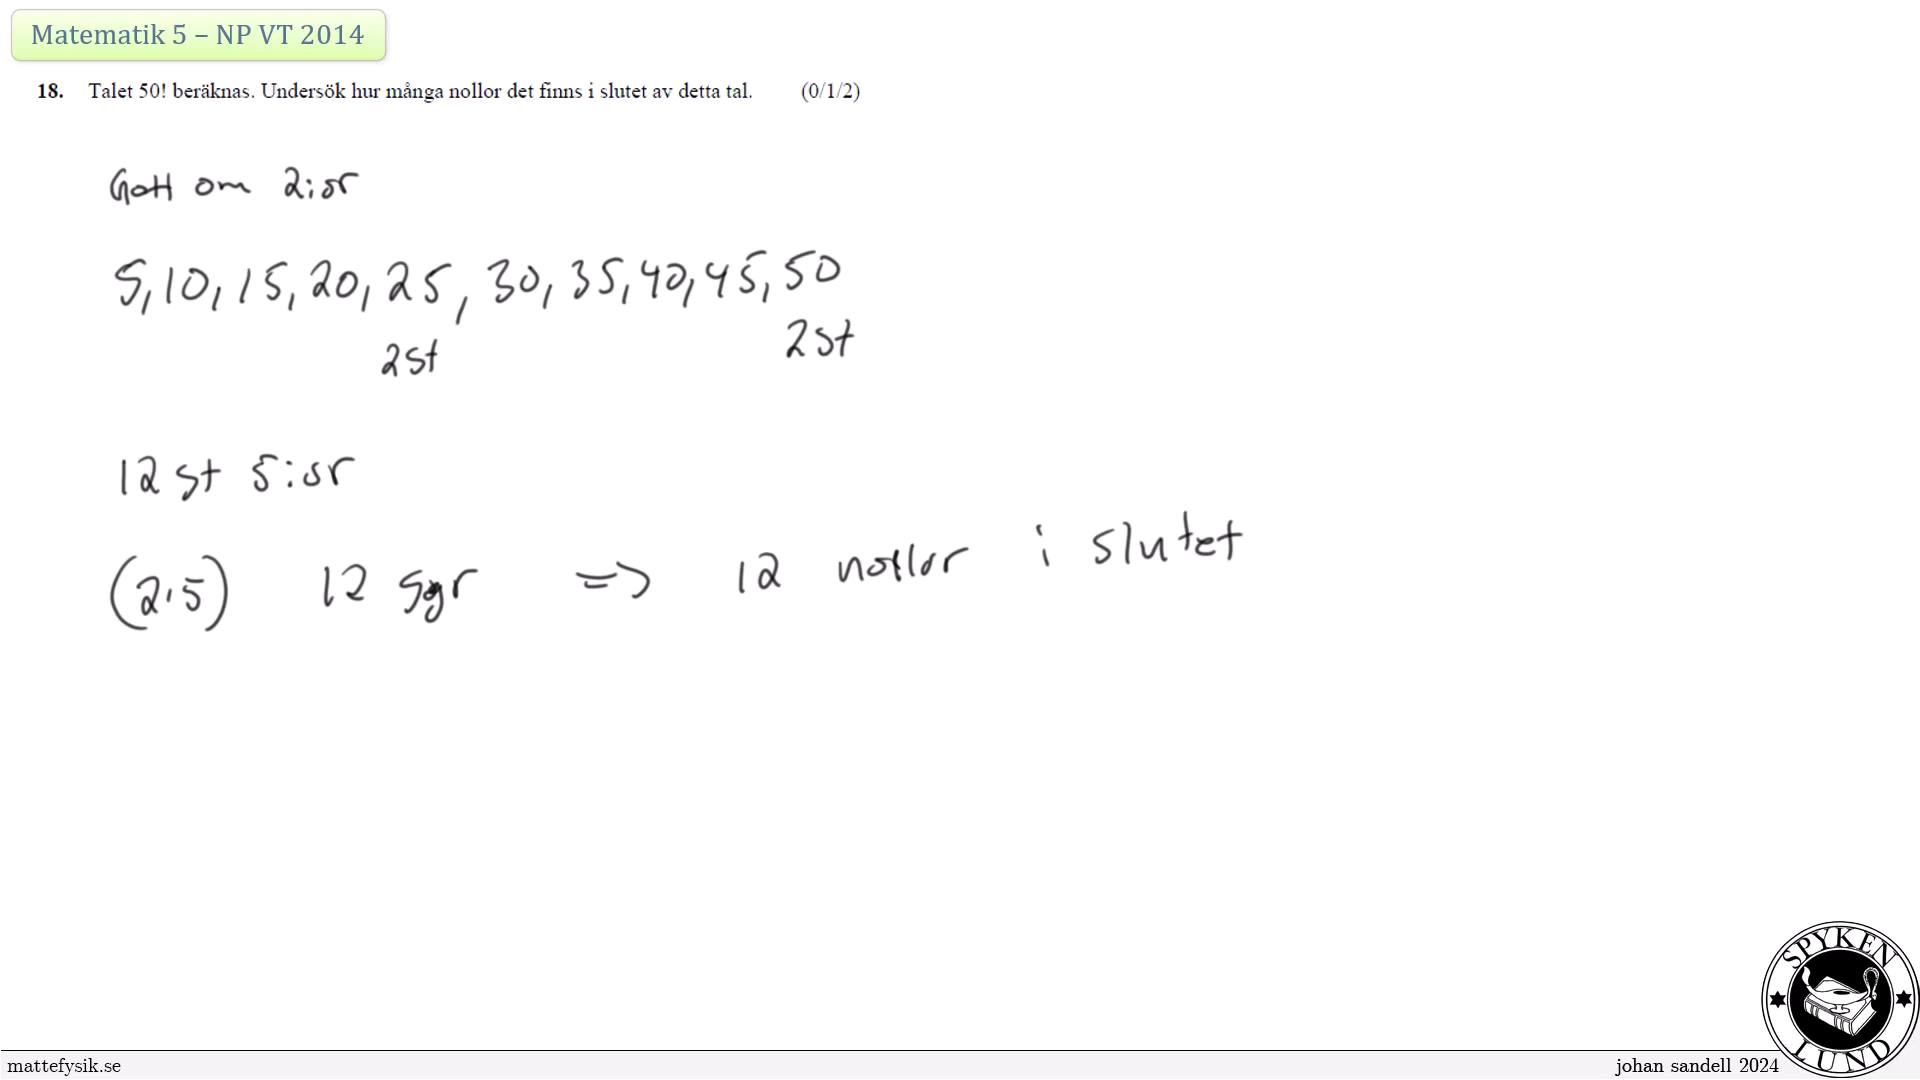 Matematik 5 – NP VT 2014
18. Talet 50! beräknas. Undersök hur många nollor det finns i slutet av detta tal. (0/1/2)
Gott om 2:or
5, 10, 15, 20, 25, 30, 35, 40, 45, 50
2st 2st
12 st 5:or
(2·5) 12 ggr => 12 nollor i slutet
SPYKEN
LUND
mattefysik.se johan sandell 2024